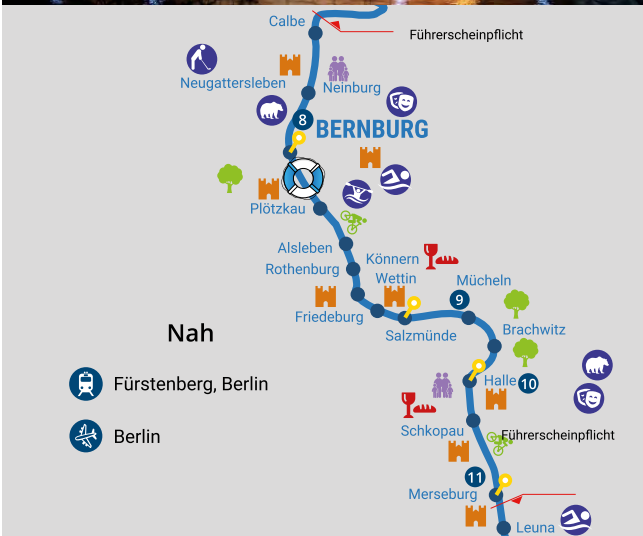 Calbe
Führerscheinpflicht
Neugattersleben
Neinburg
8
BERNBURG
Plötzkau
Alsleben
Könnern
Rothenburg
Wettin
Mücheln
9
Friedeburg
Salzmünde
Brachwitz
Nah
Fürstenberg, Berlin
Halle 10
Berlin
Schkopau
Führerscheinpflicht
11
Merseburg
Leuna